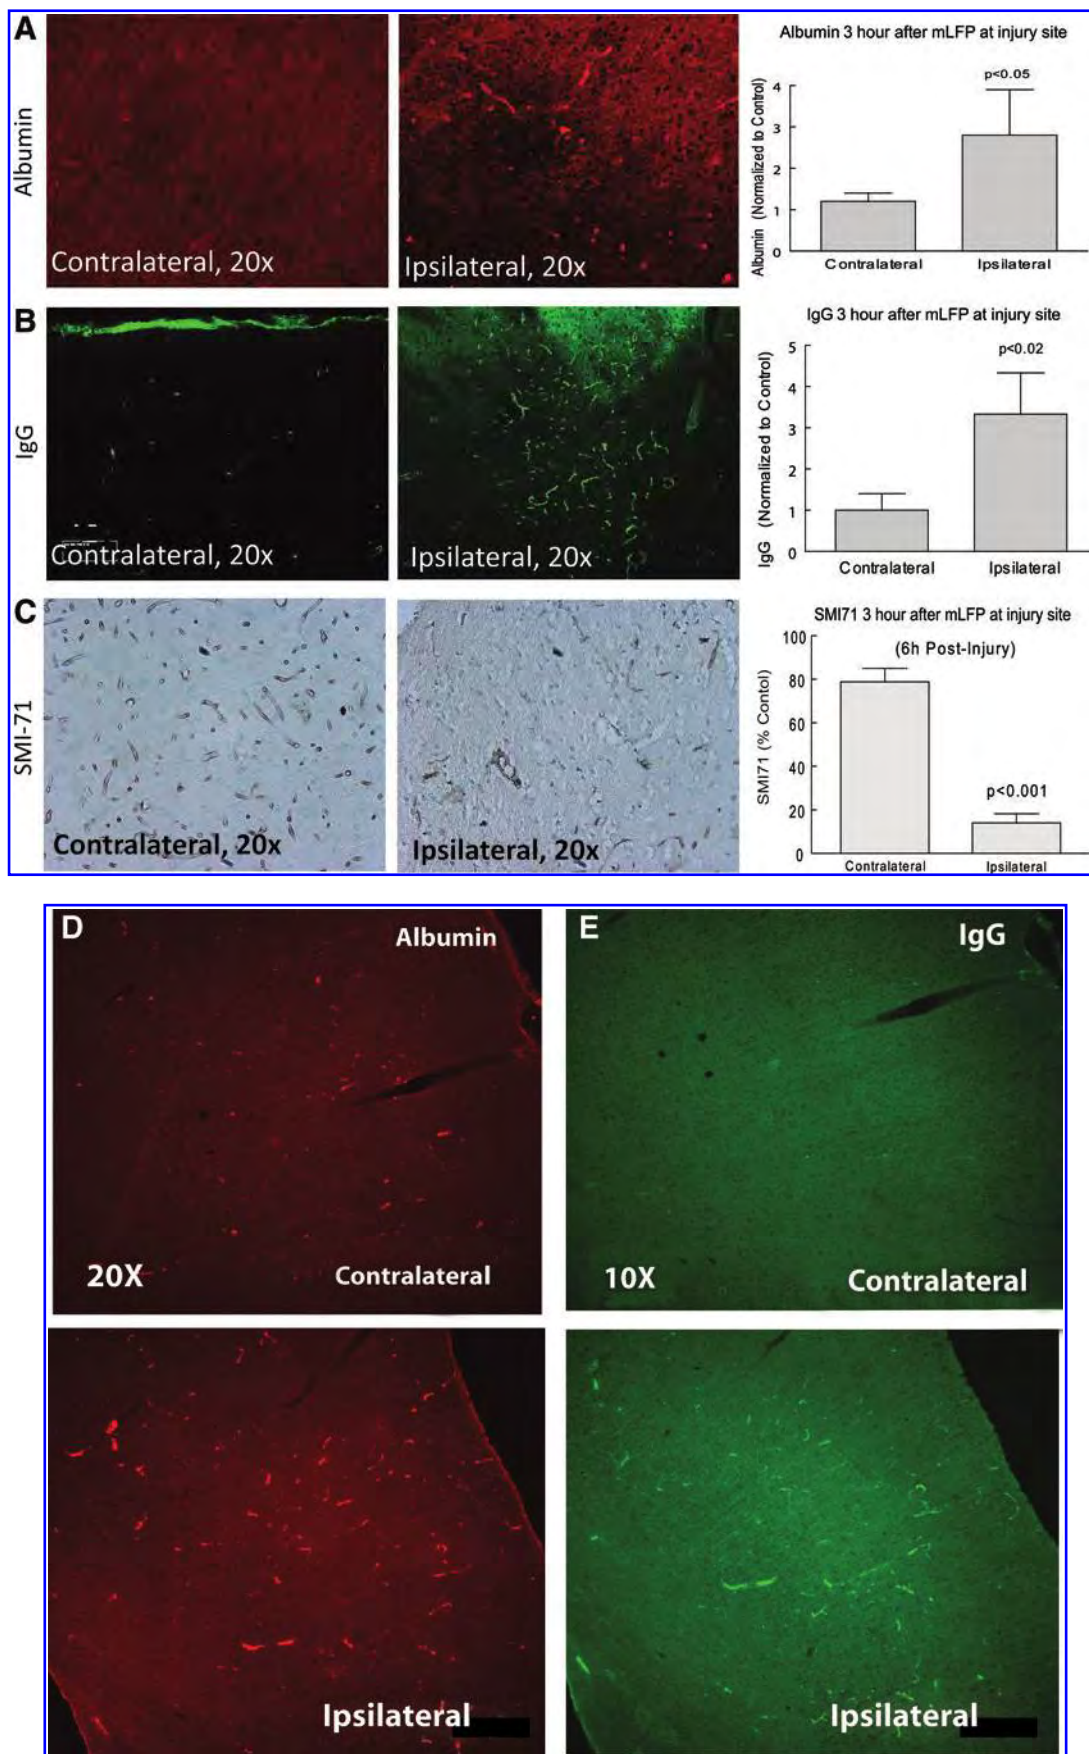 A
Albumin
Contralateral, 20x
Ipsilateral, 20x
Albumin 3 hour after mLFP at injury site
p<0.05
Albumin (Normalized to Control)
4
3
2
1
0
Contralateral
Ipsilateral
B
IgG
Contralateral, 20x
Ipsilateral, 20x
IgG 3 hour after mLFP at injury site
p<0.02
IgG (Normalized to Control)
5
4
3
2
1
0
Contralateral
Ipsilateral
C
SMI-71
Contralateral, 20x
Ipsilateral, 20x
SMI71 3 hour after mLFP at injury site
(6h Post-Injury)
p<0.001
SMI71 (% Contol)
100
80
60
40
20
0
Contralateral
Ipsilateral
D
Albumin
20X
Contralateral
E
IgG
10X
Contralateral
Ipsilateral
Ipsilateral